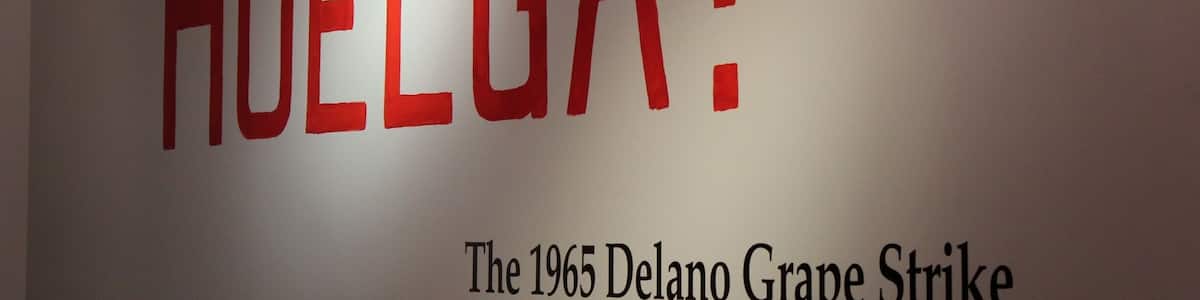 HUELGA!
The 1965 Delano Grape Strike